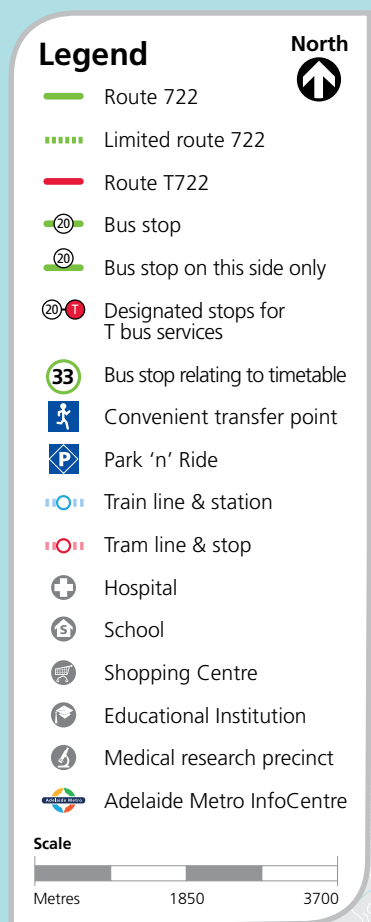 Legend
North
Route 722
Limited route 722
Route T722
20 Bus stop
20 Bus stop on this side only
20 T Designated stops for
T bus services
33 Bus stop relating to timetable
Convenient transfer point
P Park ‘n’ Ride
Train line & station
Tram line & stop
Hospital
S School
Shopping Centre
Educational Institution
Medical research precinct
Adelaide Metro Adelaide Metro InfoCentre
Scale
Metres 1850 3700